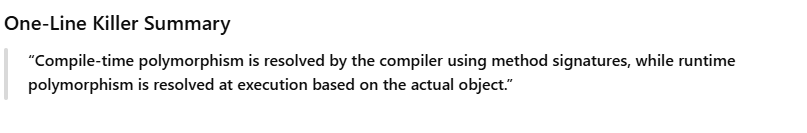 One-Line Killer Summary
“Compile-time polymorphism is resolved by the compiler using method signatures, while runtime
polymorphism is resolved at execution based on the actual object.”